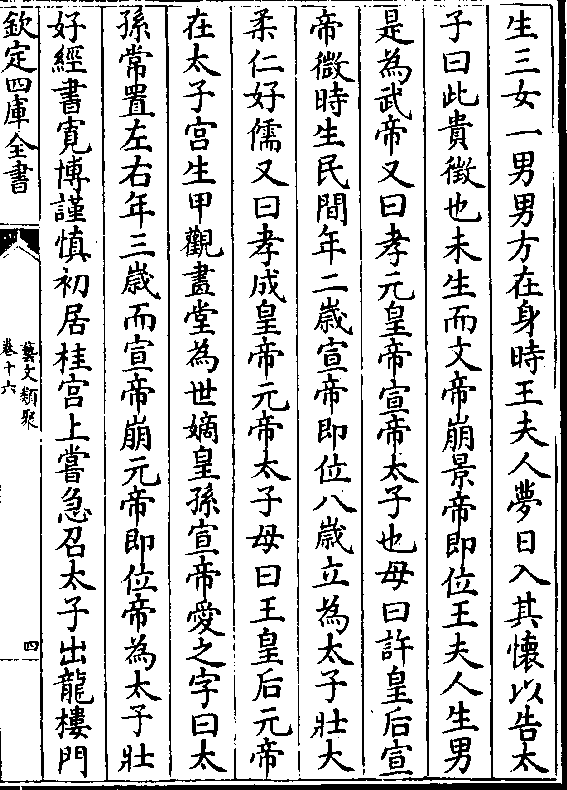 生三女一男男方在身時王夫人夢日入其懷以告太
子曰此貴徴也未生而文帝崩景帝即位王夫人生男
是為武帝又曰孝元皇帝宣帝太子也母曰許皇后宣
帝微時生民間年二歲宣帝即位八歲立為太子壯大
柔仁好儒又曰孝成皇帝元帝太子母曰王皇后元帝
在太子宫生甲觀畫堂為世嫡皇孫宣帝愛之字曰太
孫常置左右年三歲而宣帝崩元帝即位帝為太子壯
好經書寛博謹慎初居桂宫上嘗急召太子出龍樓門
欽定四庫全書
藝文類聚
卷十六
四